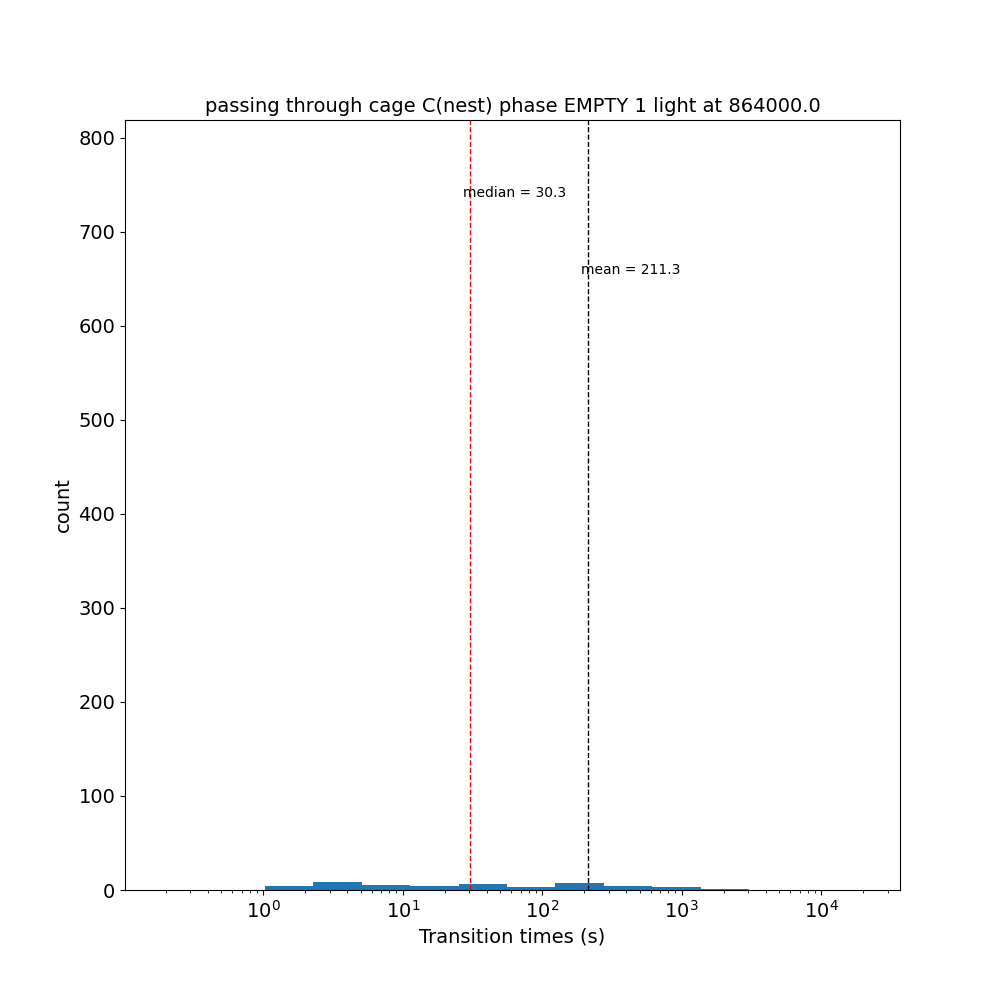 passing through cage C(nest) phase EMPTY 1 light at 864000.0
800
median = 30.3
700
mean = 211.3
600
500
count
400
300
200
100
0
10⁰ 10¹ 10² 10³ 10⁴
Transition times (s)